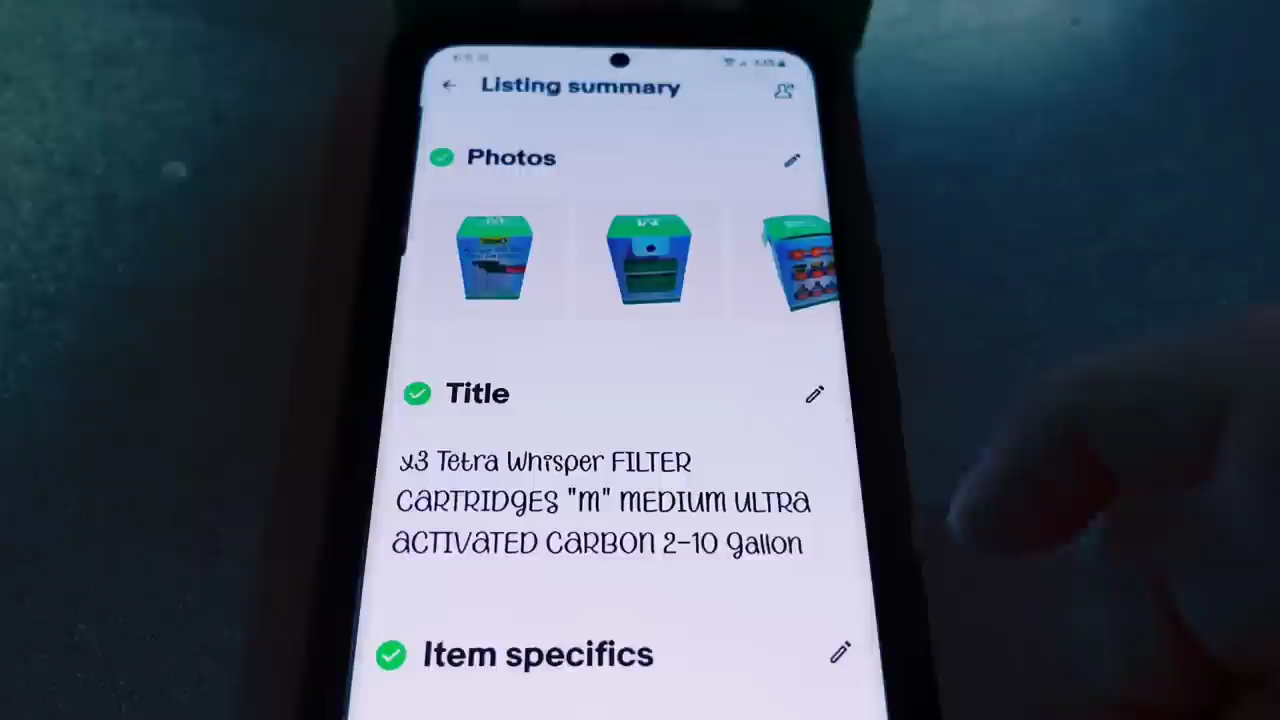 Listing summary
Photos
Title
x3 Tetra Whisper FILTER
CARTRIDGES "M" MEDIUM ULTRA
ACTIVATED CARBON 2-10 gallon
Item specifics